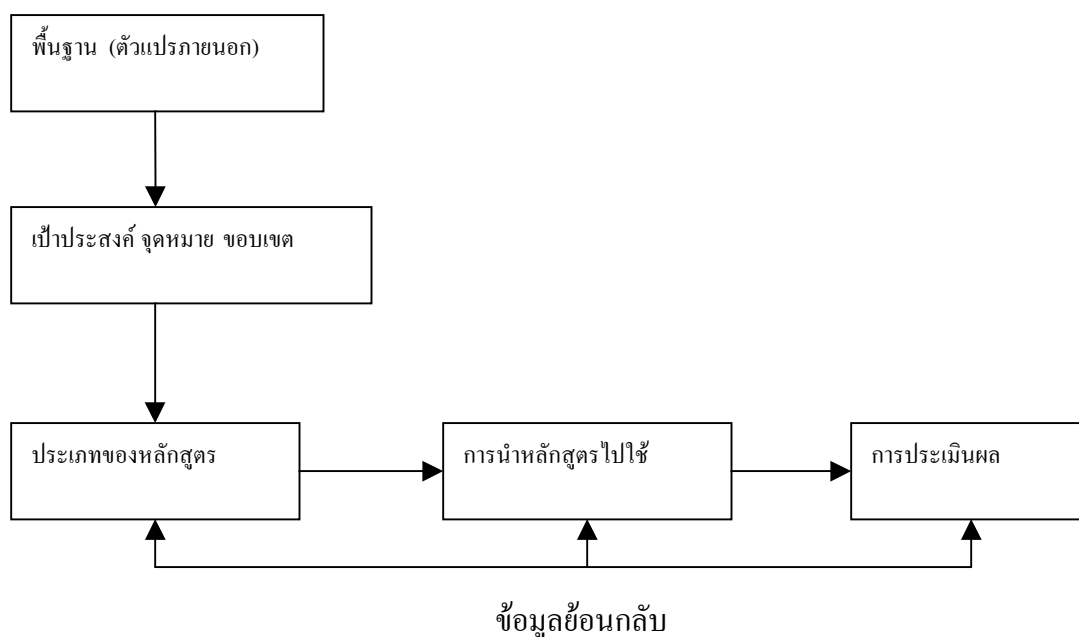 พื้นฐาน (ตัวแปรภายนอก)
เป้าประสงค์ จุดหมาย ขอบเขต
ประเภทของหลักสูตร
การนำหลักสูตรไปใช้
การประเมินผล
ข้อมูลย้อนกลับ